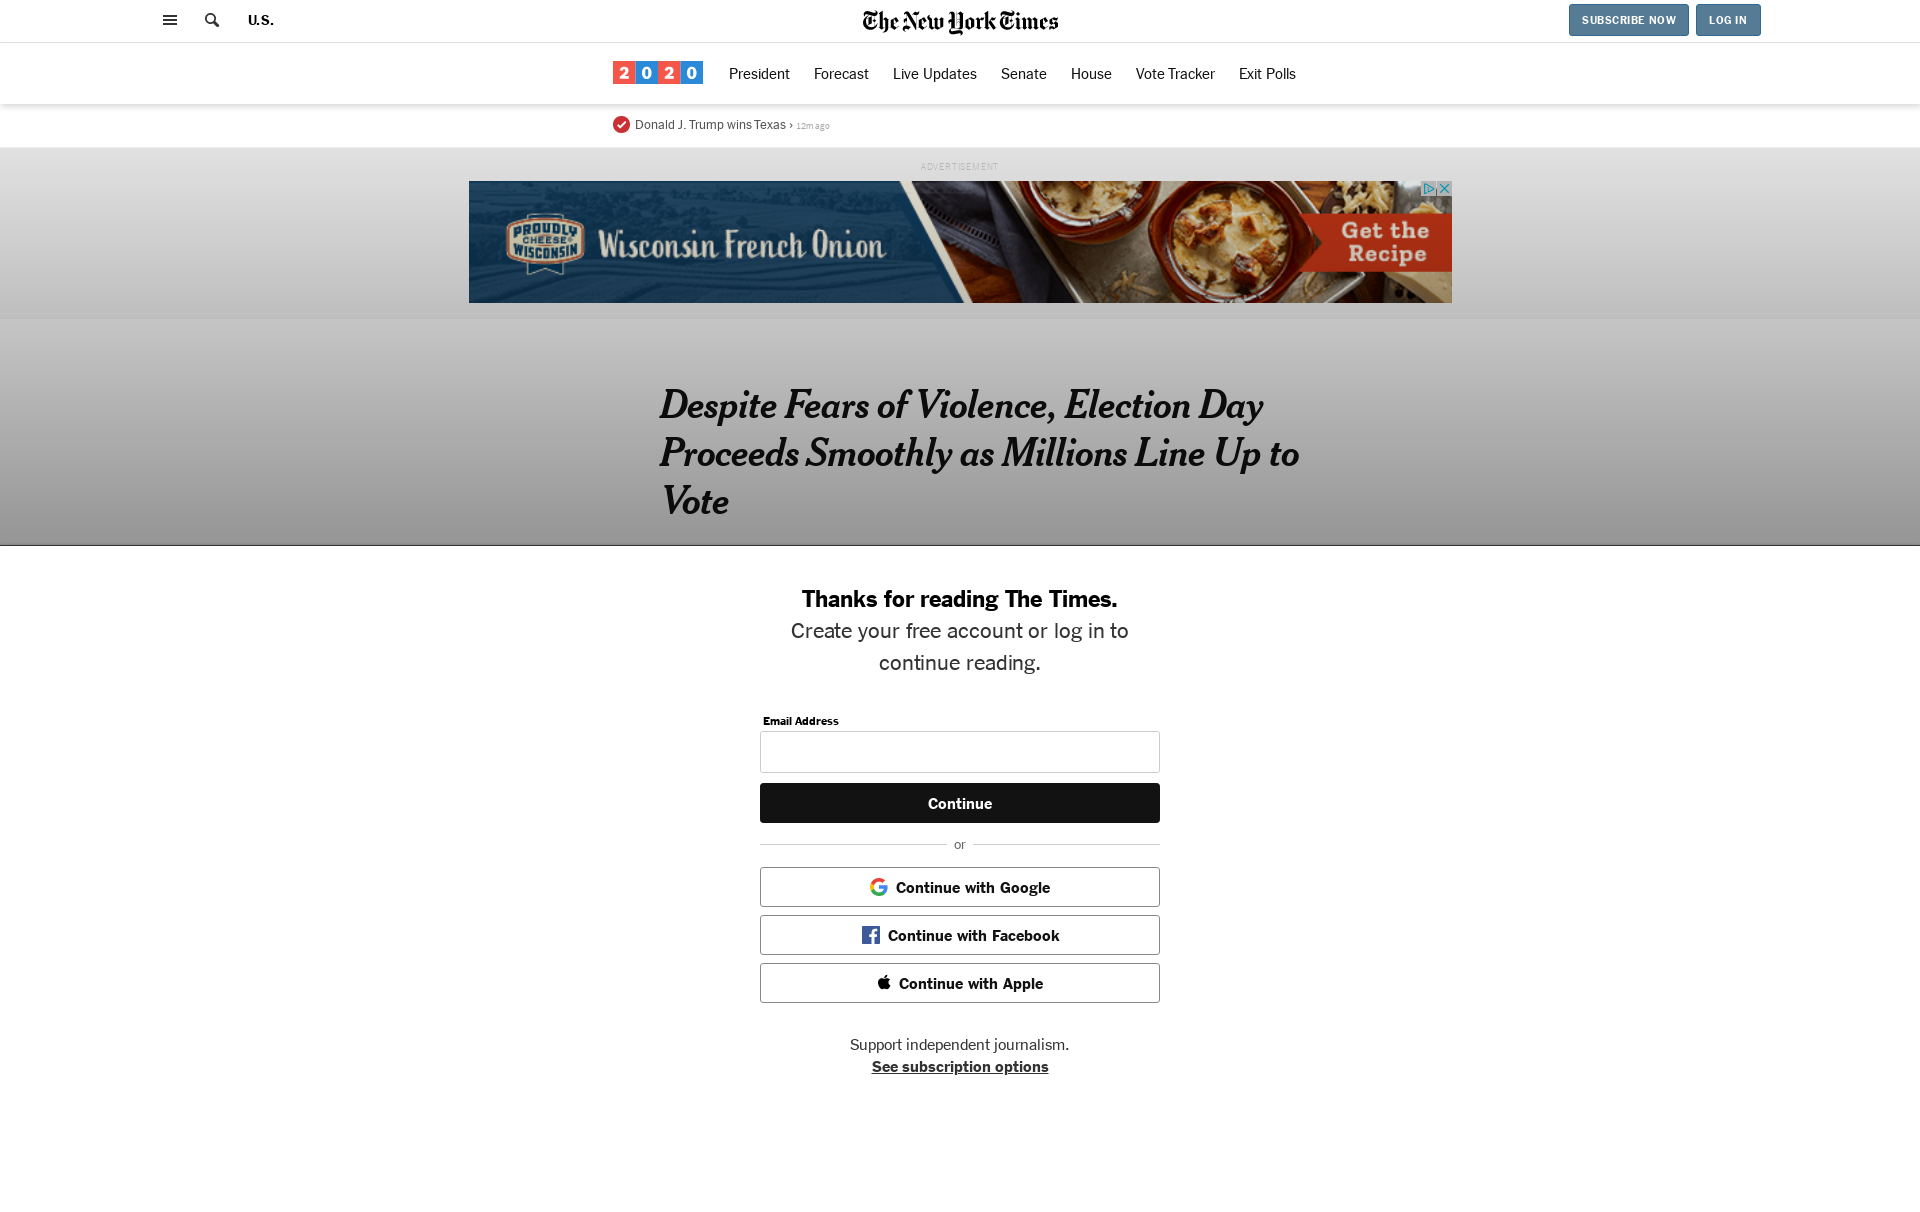 U.S.
The New York Times
SUBSCRIBE NOW
LOG IN
2020
President
Forecast
Live Updates
Senate
House
Vote Tracker
Exit Polls
Donald J. Trump wins Texas › 12m ago
ADVERTISEMENT
PROUDLY
WISCONSIN
CHEESE
Wisconsin French Onion
Get the
Recipe
Despite Fears of Violence, Election Day
Proceeds Smoothly as Millions Line Up to
Vote
Thanks for reading The Times.
Create your free account or log in to
continue reading.
Email Address
Continue
or
Continue with Google
Continue with Facebook
Continue with Apple
Support independent journalism.
See subscription options